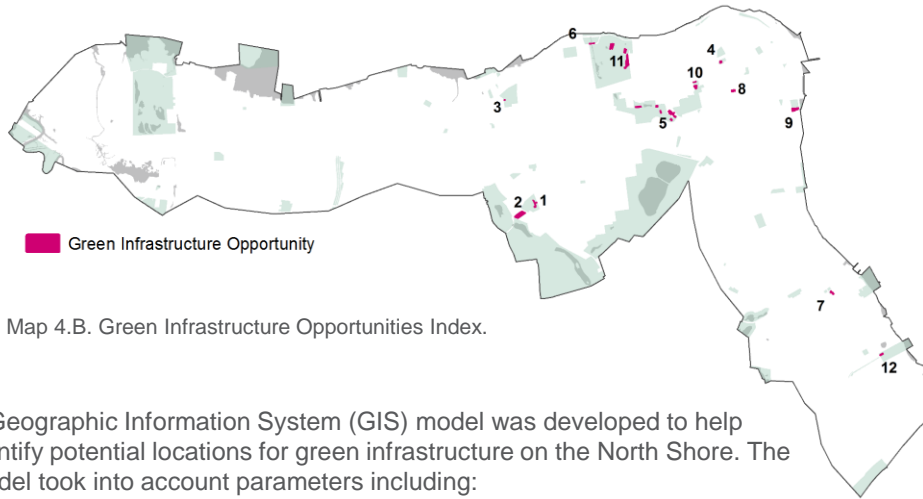 6
11
4
10
8
3
5
9
2
1
Green Infrastructure Opportunity
7
Map 4.B. Green Infrastructure Opportunities Index.
12
Geographic Information System (GIS) model was developed to help
ntify potential locations for green infrastructure on the North Shore. The
del took into account parameters including: